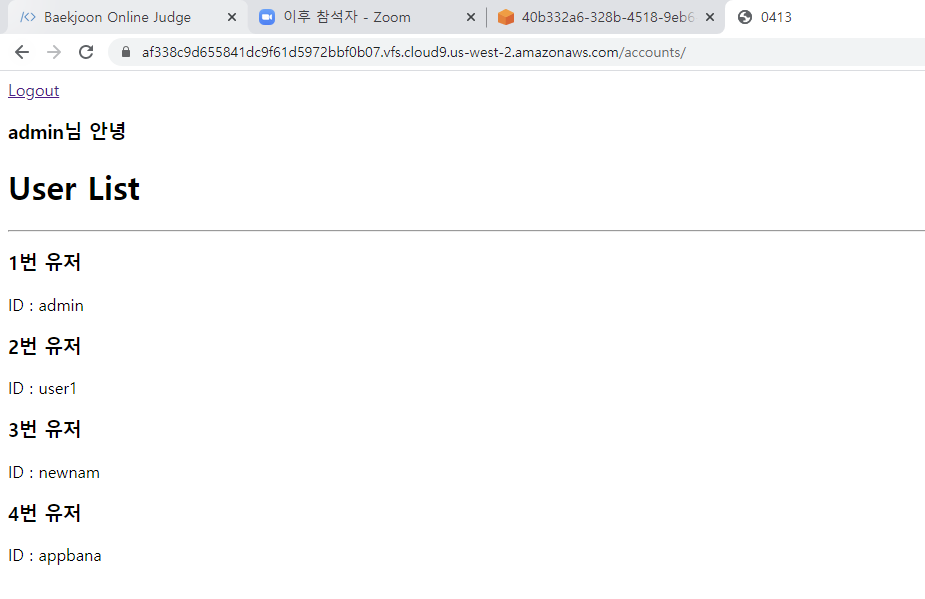 Baekjoon Online Judge
이후 참석자 - Zoom
40b332a6-328b-4518-9eb6
0413
af338c9d655841dc9f61d5972bbf0b07.vfs.cloud9.us-west-2.amazonaws.com/accounts/
Logout
admin님 안녕
User List
1번 유저
ID : admin
2번 유저
ID : user1
3번 유저
ID : newnam
4번 유저
ID : appbana